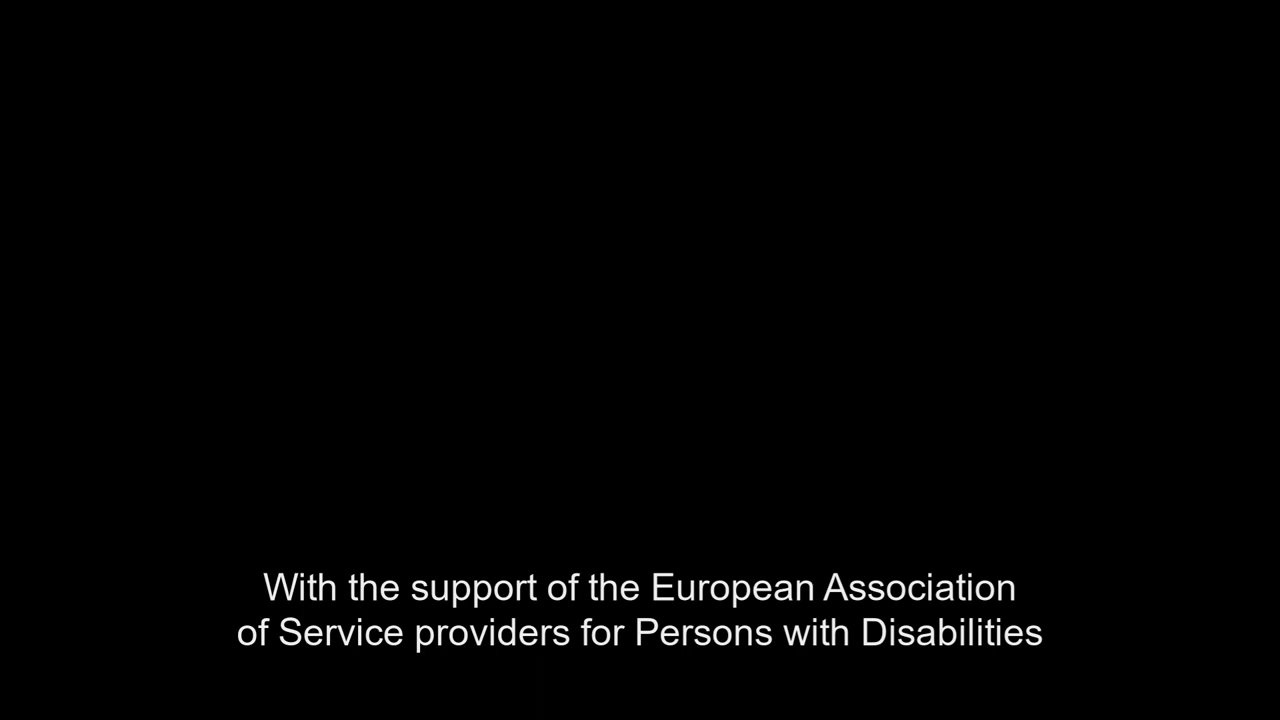 With the support of the European Association
of Service providers for Persons with Disabilities